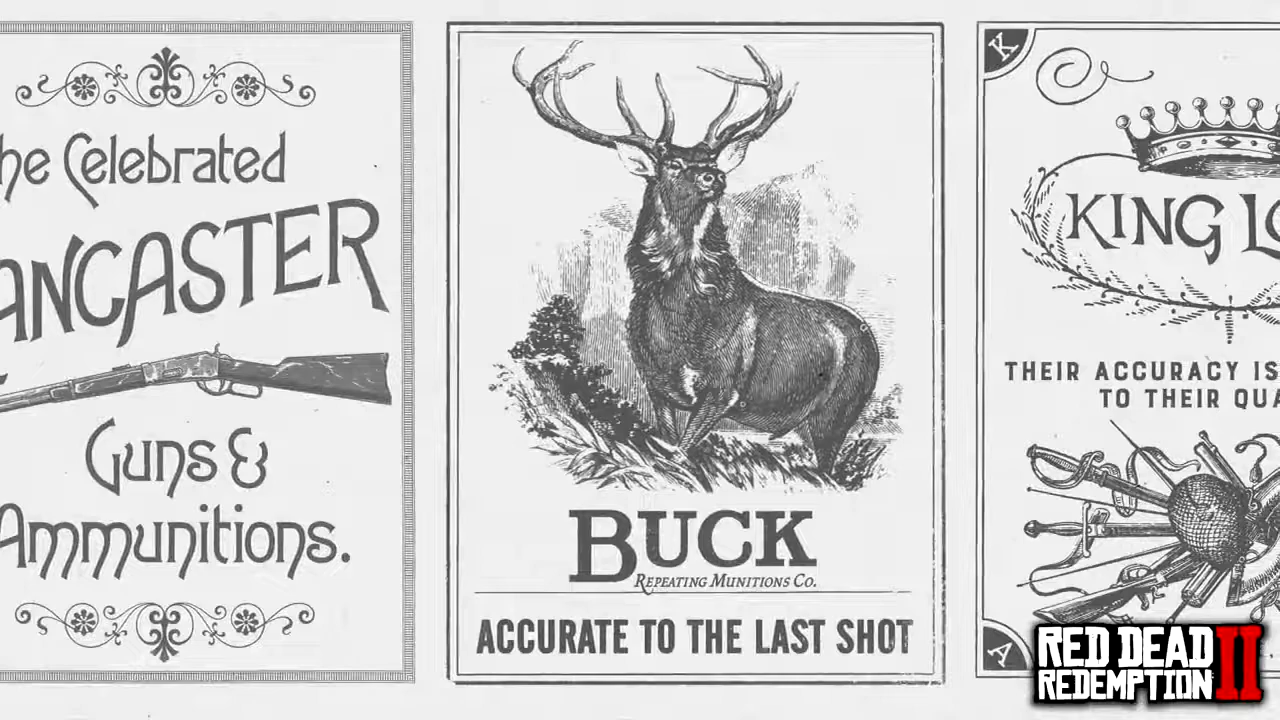 he Celebrated
ANCASTER
Guns &
Ammunitions.
BUCK
REPEATING MUNITIONS CO.
ACCURATE TO THE LAST SHOT
K
KING LO
THEIR ACCURACY IS
TO THEIR QUA
A
RED DEAD
REDEMPTION II